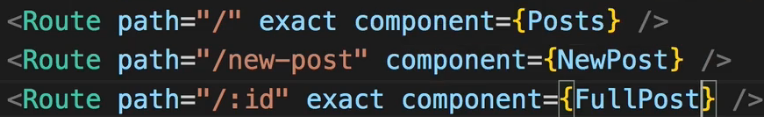 <Route path="/" exact component={Posts} />
<Route path="/new-post" component={NewPost} />
<Route path="/:id" exact component={FullPost} />